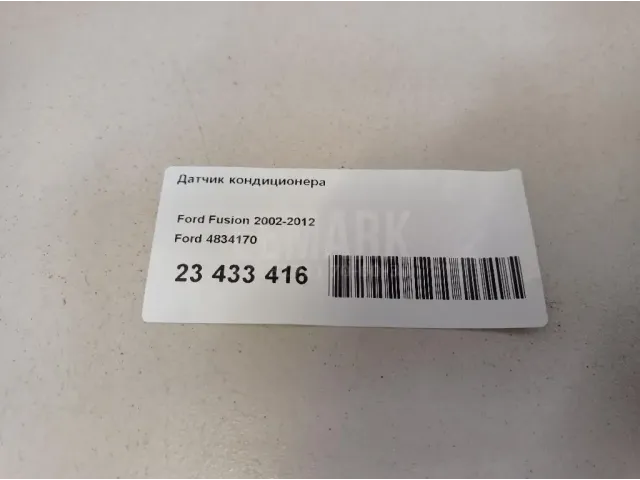 Датчик кондиционера
Ford Fusion 2002-2012
Ford 4834170
23 433 416